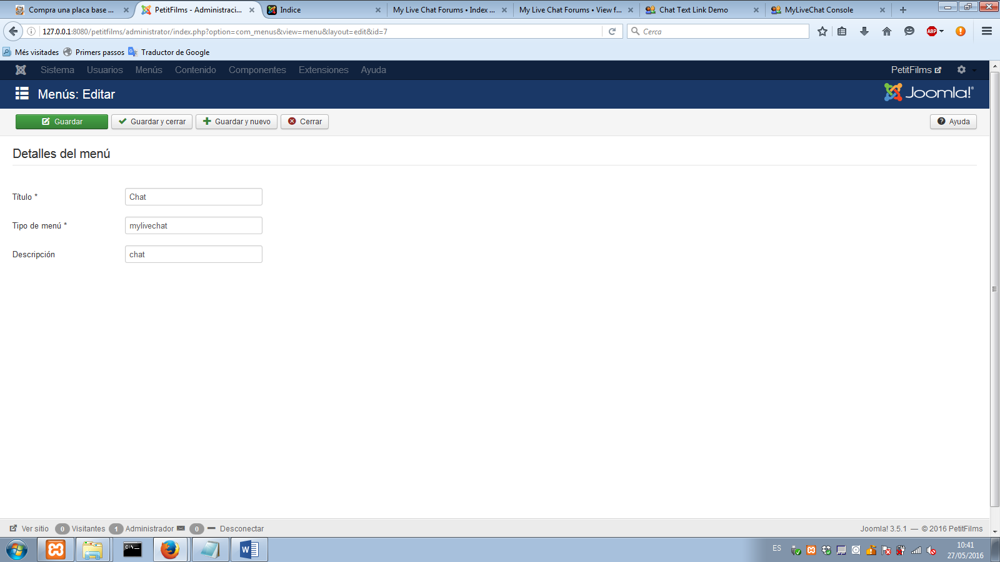 Compra una placa base ...
PetitFilms - Administraci...
Indice
My Live Chat Forums • Index ...
My Live Chat Forums • View f...
Chat Text Link Demo
MyLiveChat Console
127.0.0.1:8080/petitfilms/administrator/index.php?option=com_menus&view=menu&layout=edit&id=7
Cerca
ABP
Més visitades
Primers passos
Traductor de Google
Sistema Usuarios Menús Contenido Componentes Extensiones Ayuda
PetitFilms
Menús: Editar
Joomla!®
Guardar
Guardar y cerrar
Guardar y nuevo
Cerrar
Ayuda
Detalles del menú
Título *
Chat
Tipo de menú *
mylivechat
Descripción
chat
Ver sitio 0 Visitantes 1 Administrador 0 Desconectar
Joomla! 3.5.1 — © 2016 PetitFilms
C:\_
W
ES
10:41
27/05/2016